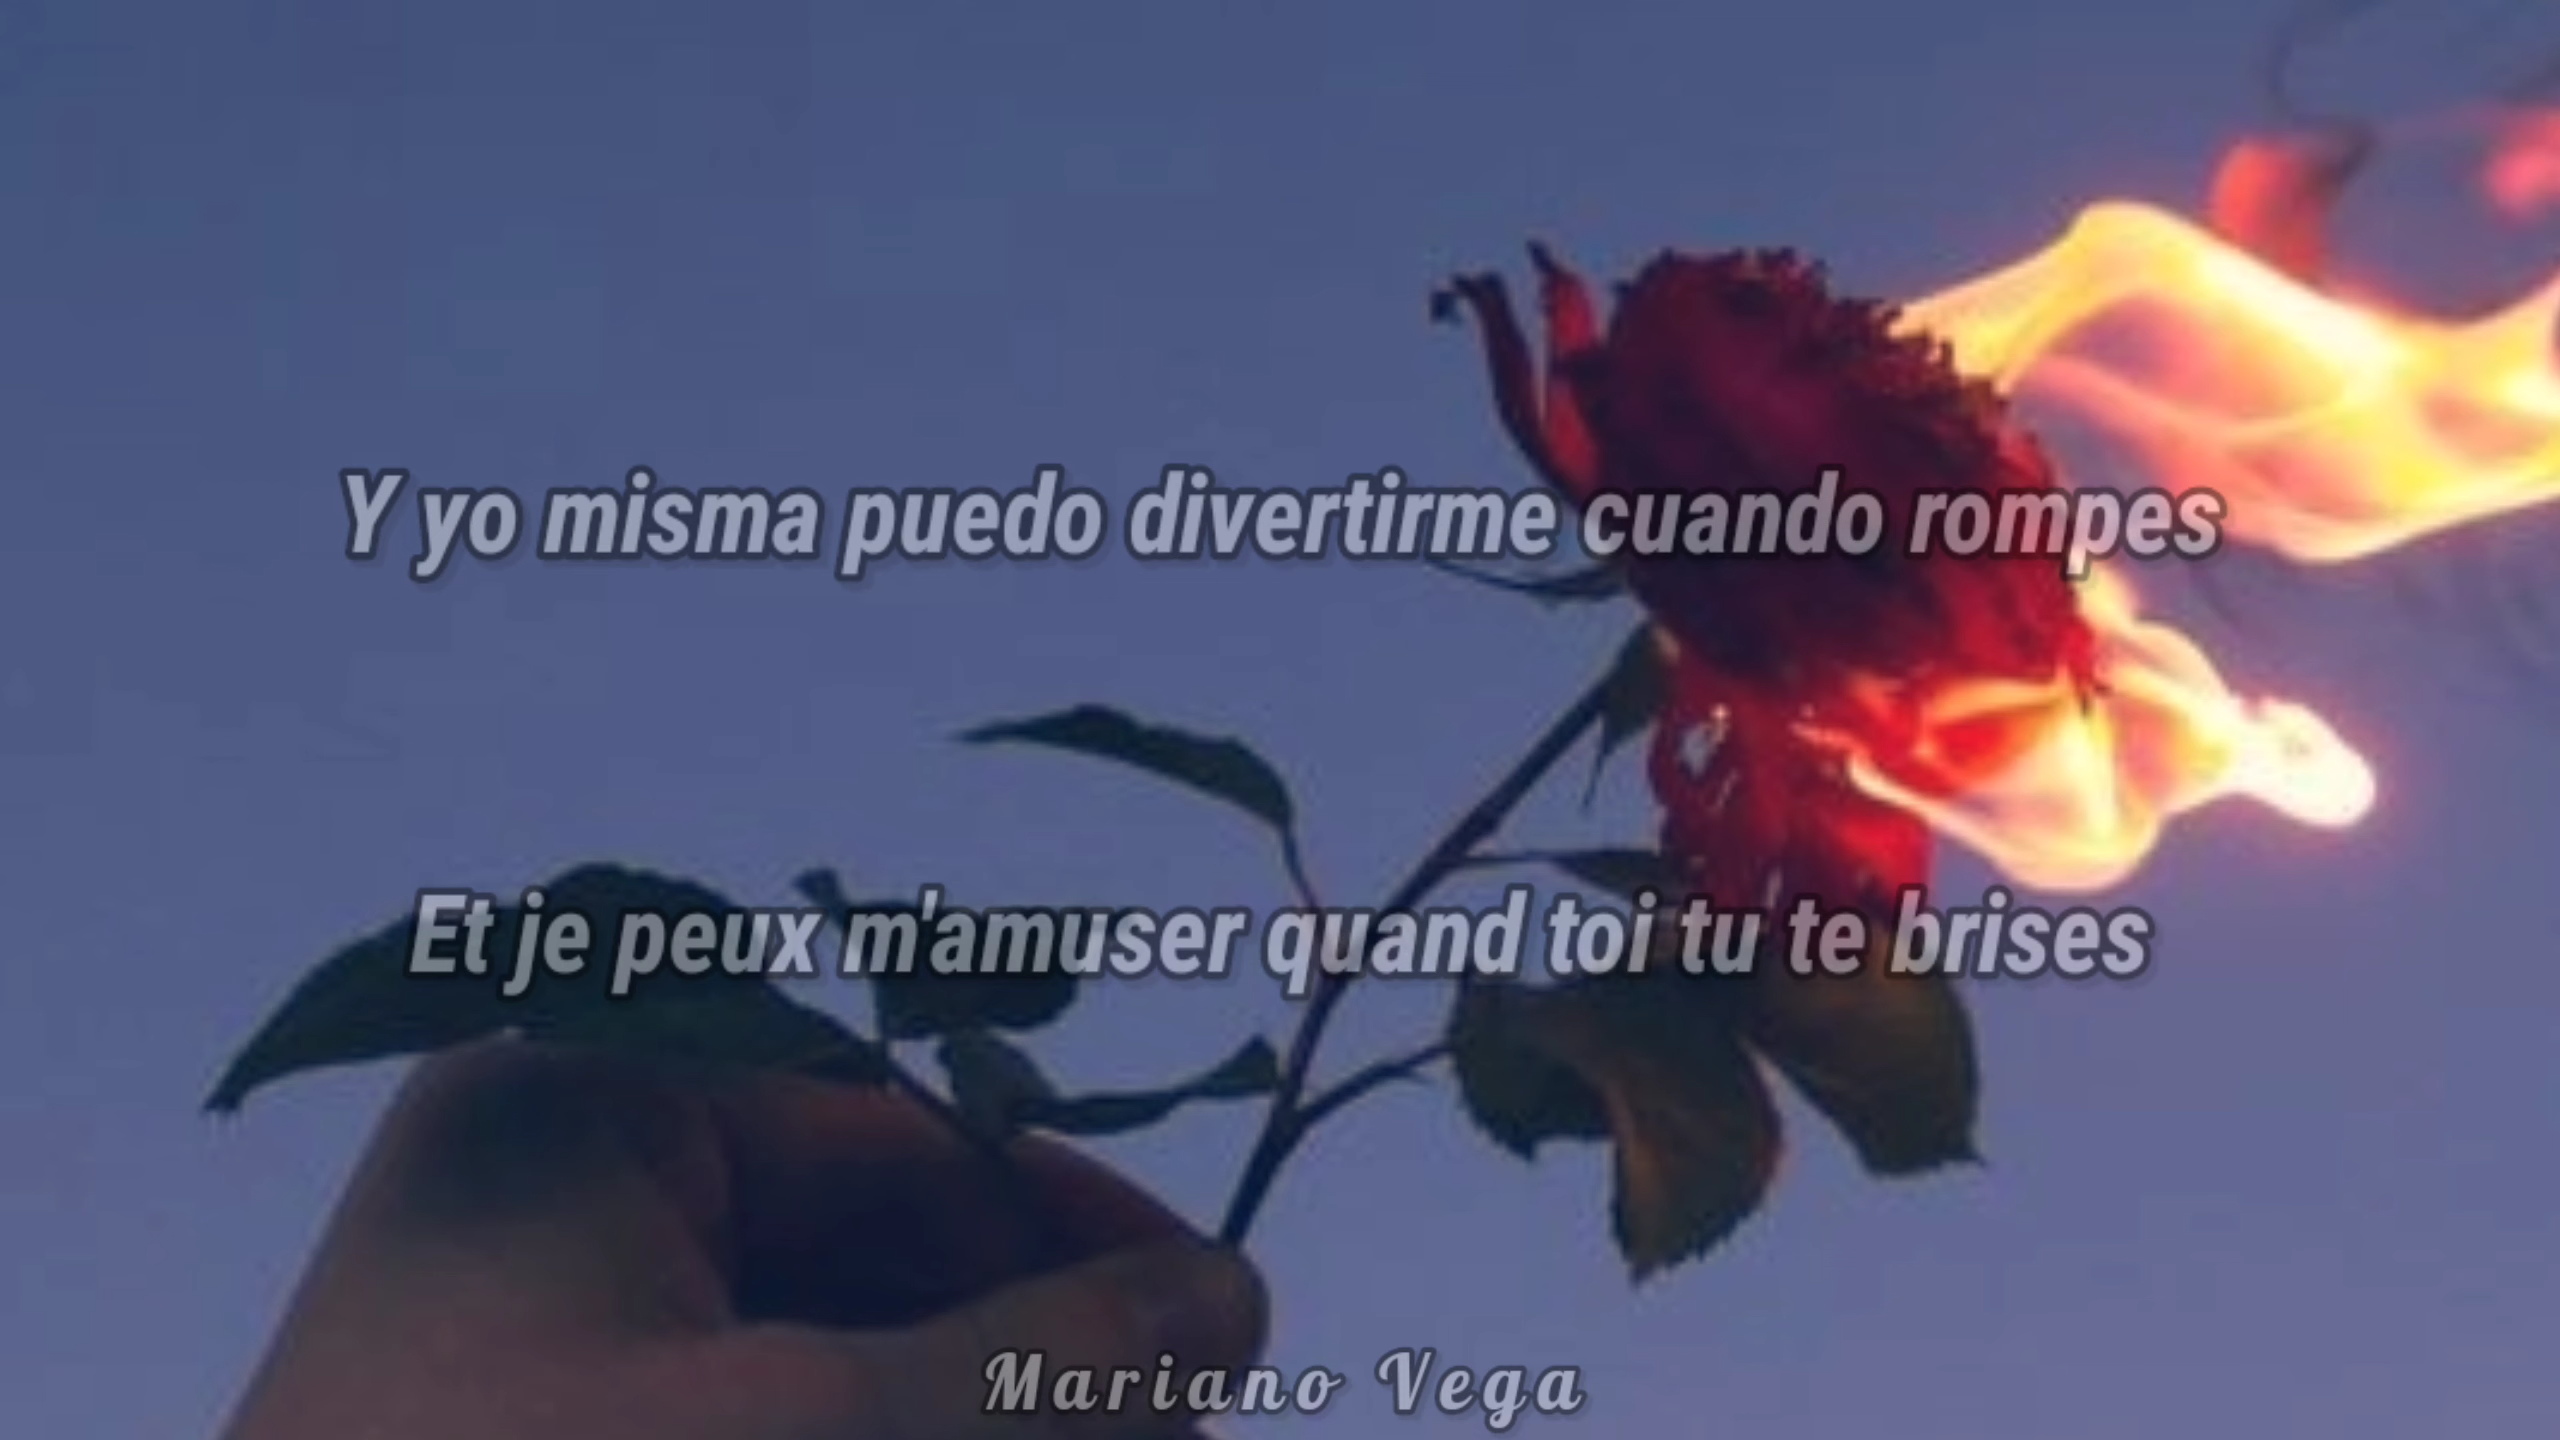 Y yo misma puedo divertirme cuando rompes
Et je peux m'amuser quand toi tu te brises
Mariano Vega